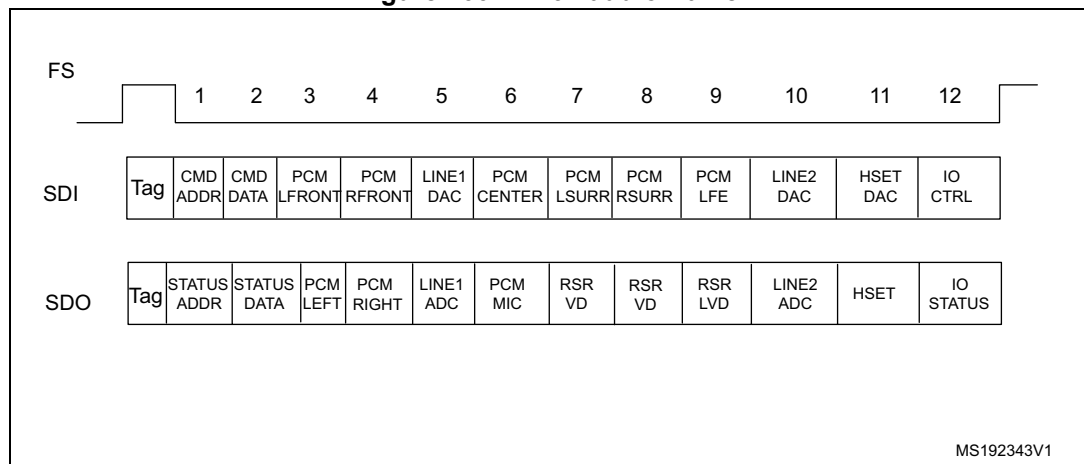 FS
1 2 3 4 5 6 7 8 9 10 11 12
SDI
Tag CMD ADDR CMD DATA PCM LFRONT PCM RFRONT LINE1 DAC PCM CENTER PCM LSURR PCM RSURR PCM LFE LINE2 DAC HSET DAC IO CTRL
SDO
Tag STATUS ADDR STATUS DATA PCM LEFT PCM RIGHT LINE1 ADC PCM MIC RSR VD RSR VD RSR LVD LINE2 ADC HSET IO STATUS
MS192343V1